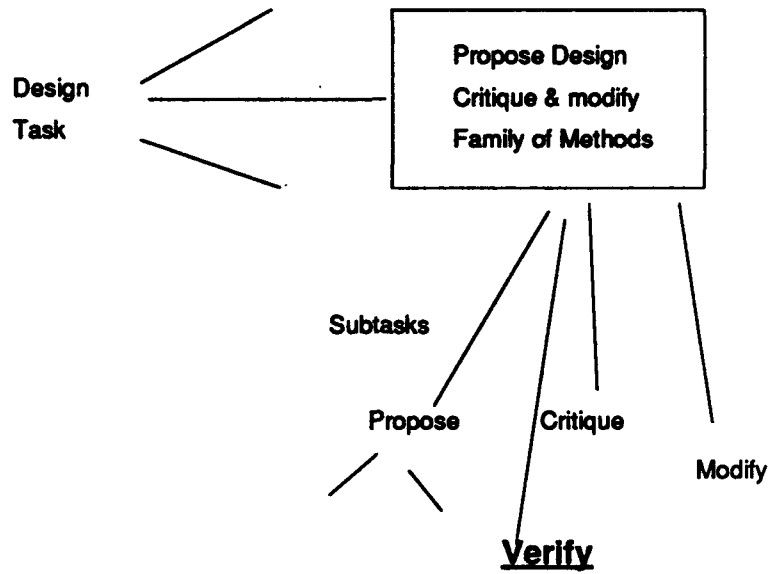 Design
Task
Propose Design
Critique & modify
Family of Methods
Subtasks
Propose
Critique
Modify
Verify